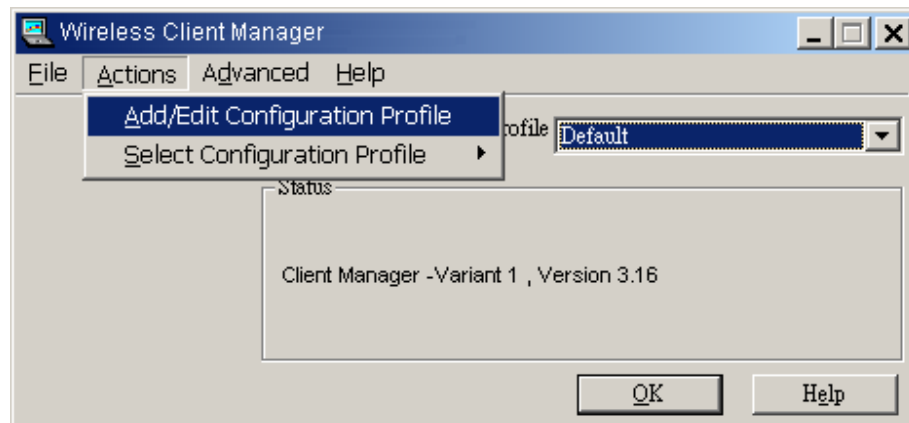 Wireless Client Manager
File Actions Advanced Help
Add/Edit Configuration Profile
Select Configuration Profile
rofile Default
Status
Client Manager -Variant 1 , Version 3.16
OK Help